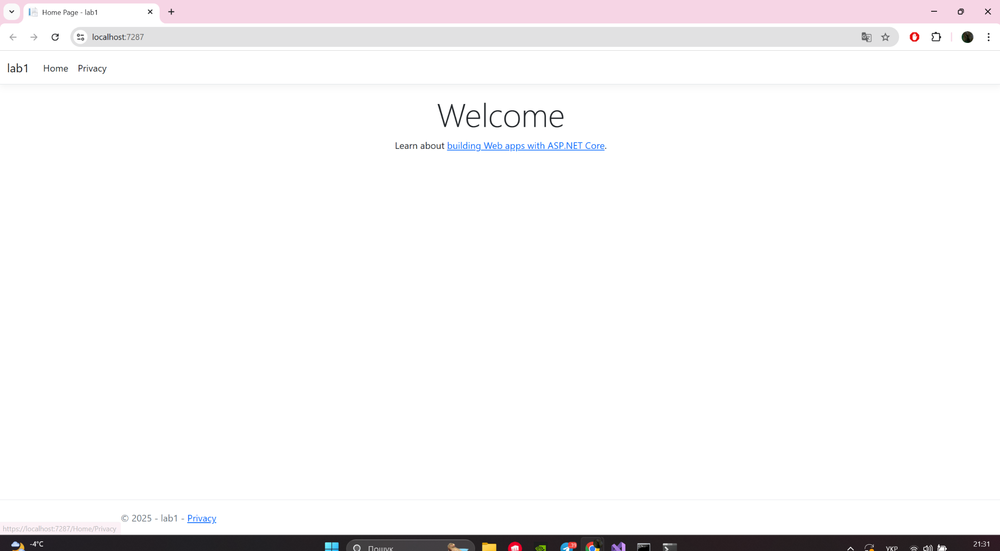 Home Page - lab1
localhost:7287
lab1 Home Privacy
Welcome
Learn about building Web apps with ASP.NET Core.
© 2025 - lab1 - Privacy
https://localhost:7287/Home/Privacy
-4°C
Пошук
39
УКР
21:31